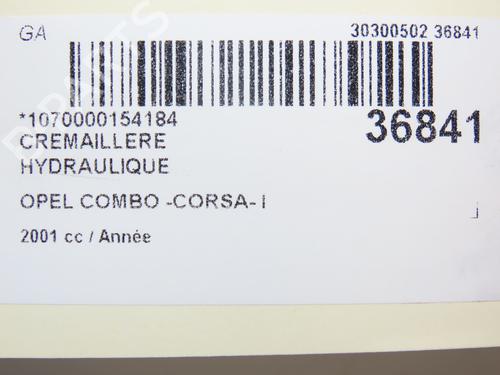 GA 30300502 36841
*1070000154184 36841
CREMAILLERE
HYDRAULIQUE
OPEL COMBO -CORSA- I
2001 cc / Année